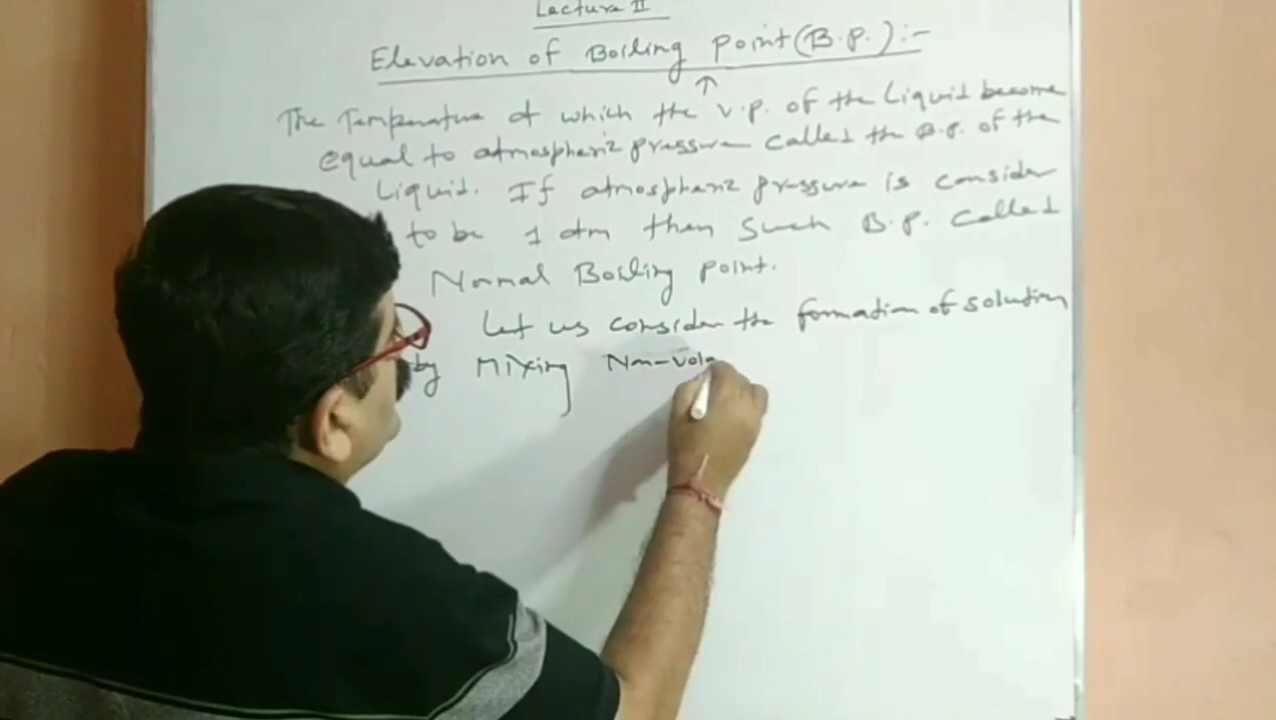 Lecture II
Elevation of Boiling Point (B.P.) :-
The Temperature at which the v.p. of the Liquid become
equal to atmospheric pressure called the B.p. of the
Liquid. If atmospheric pressure is consider
to be 1 atm then such B.p. called
Normal Boiling point.
Let us consider the formation of solution
by Mixing Non-vola